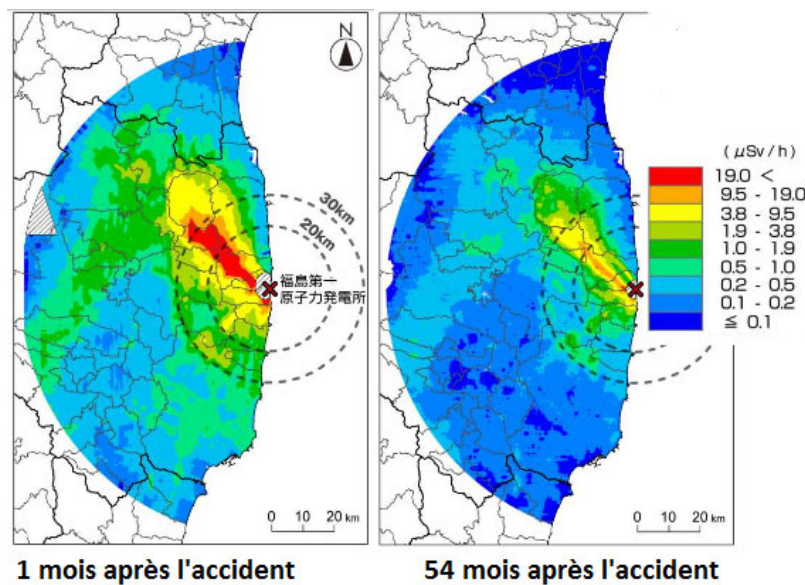 N
30km
20km
福島第一
原子力発電所
0 10 20 km
1 mois après l'accident
( μSv / h )
19.0 <
9.5 - 19.0
3.8 - 9.5
1.9 - 3.8
1.0 - 1.9
0.5 - 1.0
0.2 - 0.5
0.1 - 0.2
≦ 0.1
0 10 20 km
54 mois après l'accident